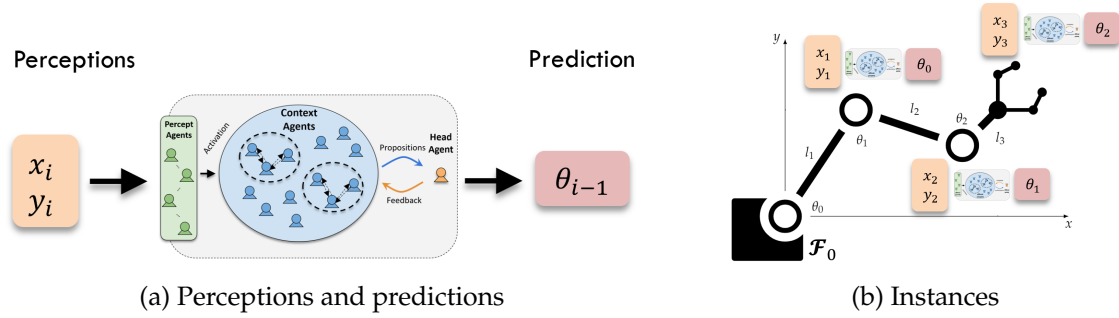 Perceptions
Prediction
x_i
y_i
Percept Agents
Activation
Context
Agents
Propositions
Feedback
Head
Agent
θ_{i−1}
(a) Perceptions and predictions
y
x_1
y_1
θ_0
x_3
y_3
θ_2
l_1
θ_1
l_2
θ_2
l_3
x_2
y_2
θ_1
θ_0
x
𝓕_0
(b) Instances